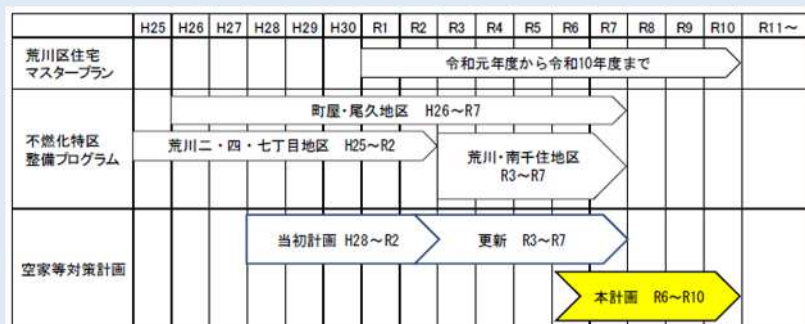 H25 H26 H27 H28 H29 H30 R1 R2 R3 R4 R5 R6 R7 R8 R9 R10 R11～
荒川区住宅
マスタープラン
令和元年度から令和10年度まで
不燃化特区
整備プログラム
町屋・尾久地区 H26～R7
荒川二・四・七丁目地区 H25～R2
荒川・南千住地区
R3～R7
空家等対策計画
当初計画 H28～R2
更新 R3～R7
本計画 R6～R10